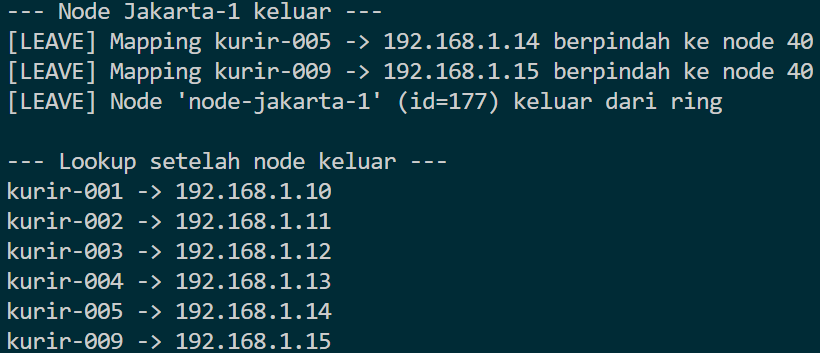 --- Node Jakarta-1 keluar ---
[LEAVE] Mapping kurir-005 -> 192.168.1.14 berpindah ke node 40
[LEAVE] Mapping kurir-009 -> 192.168.1.15 berpindah ke node 40
[LEAVE] Node 'node-jakarta-1' (id=177) keluar dari ring

--- Lookup setelah node keluar ---
kurir-001 -> 192.168.1.10
kurir-002 -> 192.168.1.11
kurir-003 -> 192.168.1.12
kurir-004 -> 192.168.1.13
kurir-005 -> 192.168.1.14
kurir-009 -> 192.168.1.15